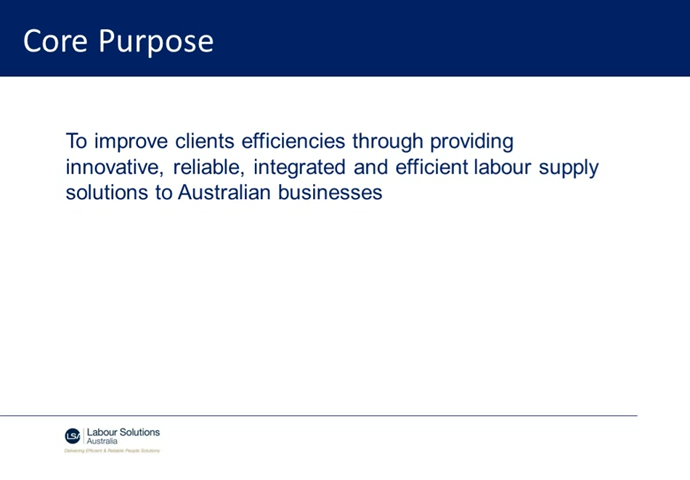 Core Purpose
To improve clients efficiencies through providing
innovative, reliable, integrated and efficient labour supply
solutions to Australian businesses
LSA
Labour Solutions
Australia
Delivering Efficient & Reliable People Solutions